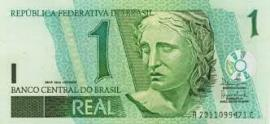 REPÚBLICA FEDERATIVA DO BRASIL
1
1
BANCO CENTRAL DO BRASIL
REAL